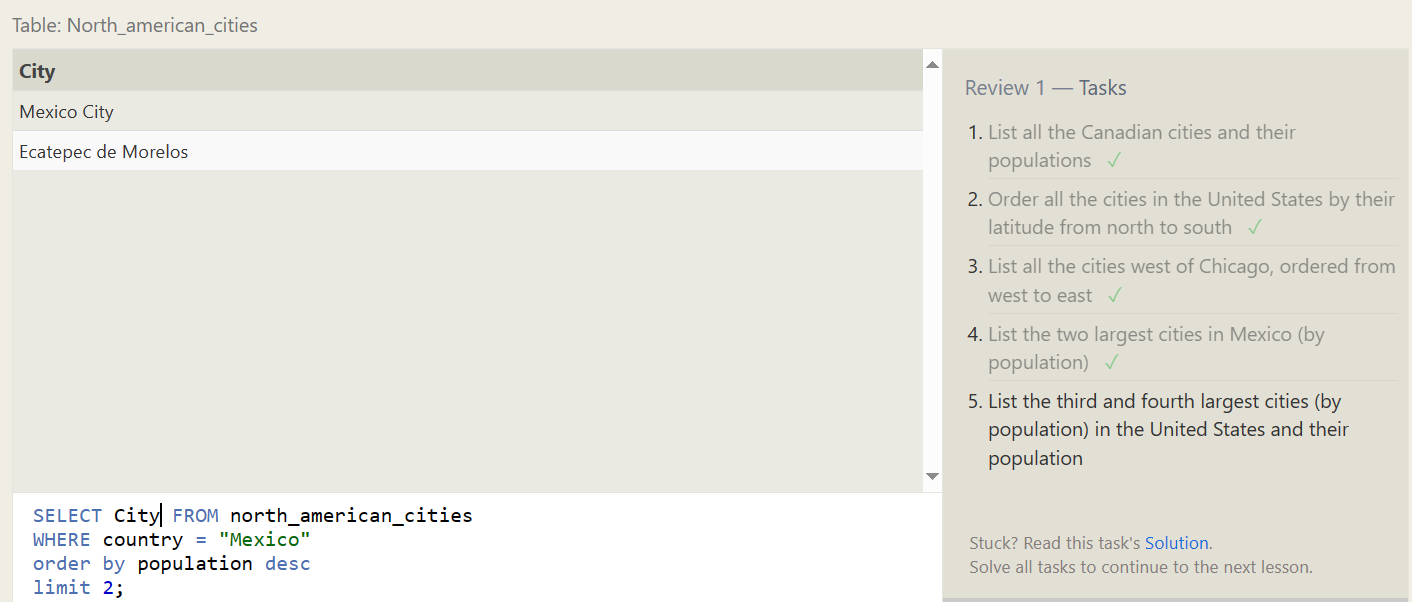 Table: North_american_cities
City
Mexico City
Ecatepec de Morelos
SELECT City FROM north_american_cities
WHERE country = "Mexico"
order by population desc
limit 2;
Review 1 — Tasks
1. List all the Canadian cities and their
populations ✓
2. Order all the cities in the United States by their
latitude from north to south ✓
3. List all the cities west of Chicago, ordered from
west to east ✓
4. List the two largest cities in Mexico (by
population) ✓
5. List the third and fourth largest cities (by
population) in the United States and their
population
Stuck? Read this task's Solution.
Solve all tasks to continue to the next lesson.